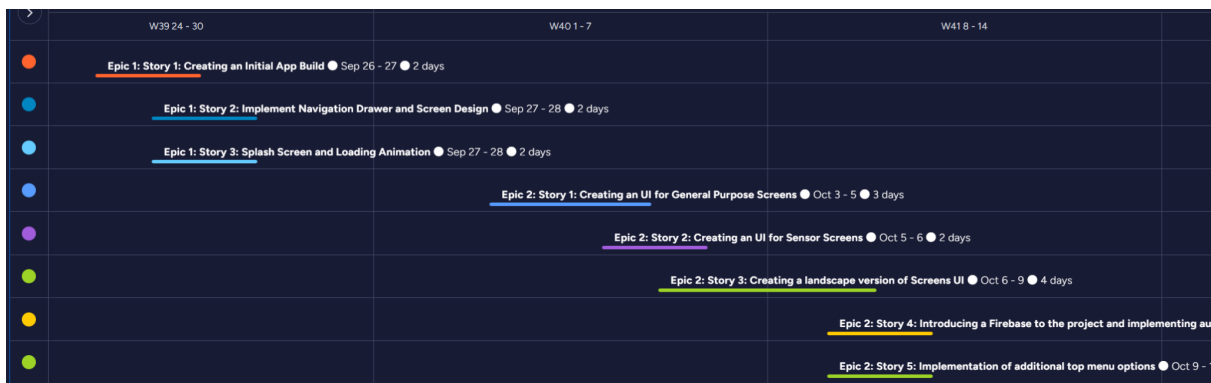 W39 24 - 30 W40 1 - 7 W41 8 - 14
Epic 1: Story 1: Creating an Initial App Build Sep 26 - 27 2 days
Epic 1: Story 2: Implement Navigation Drawer and Screen Design Sep 27 - 28 2 days
Epic 1: Story 3: Splash Screen and Loading Animation Sep 27 - 28 2 days
Epic 2: Story 1: Creating an UI for General Purpose Screens Oct 3 - 5 3 days
Epic 2: Story 2: Creating an UI for Sensor Screens Oct 5 - 6 2 days
Epic 2: Story 3: Creating a landscape version of Screens UI Oct 6 - 9 4 days
Epic 2: Story 4: Introducing a Firebase to the project and implementing
Epic 2: Story 5: Implementation of additional top menu options Oct 9 -